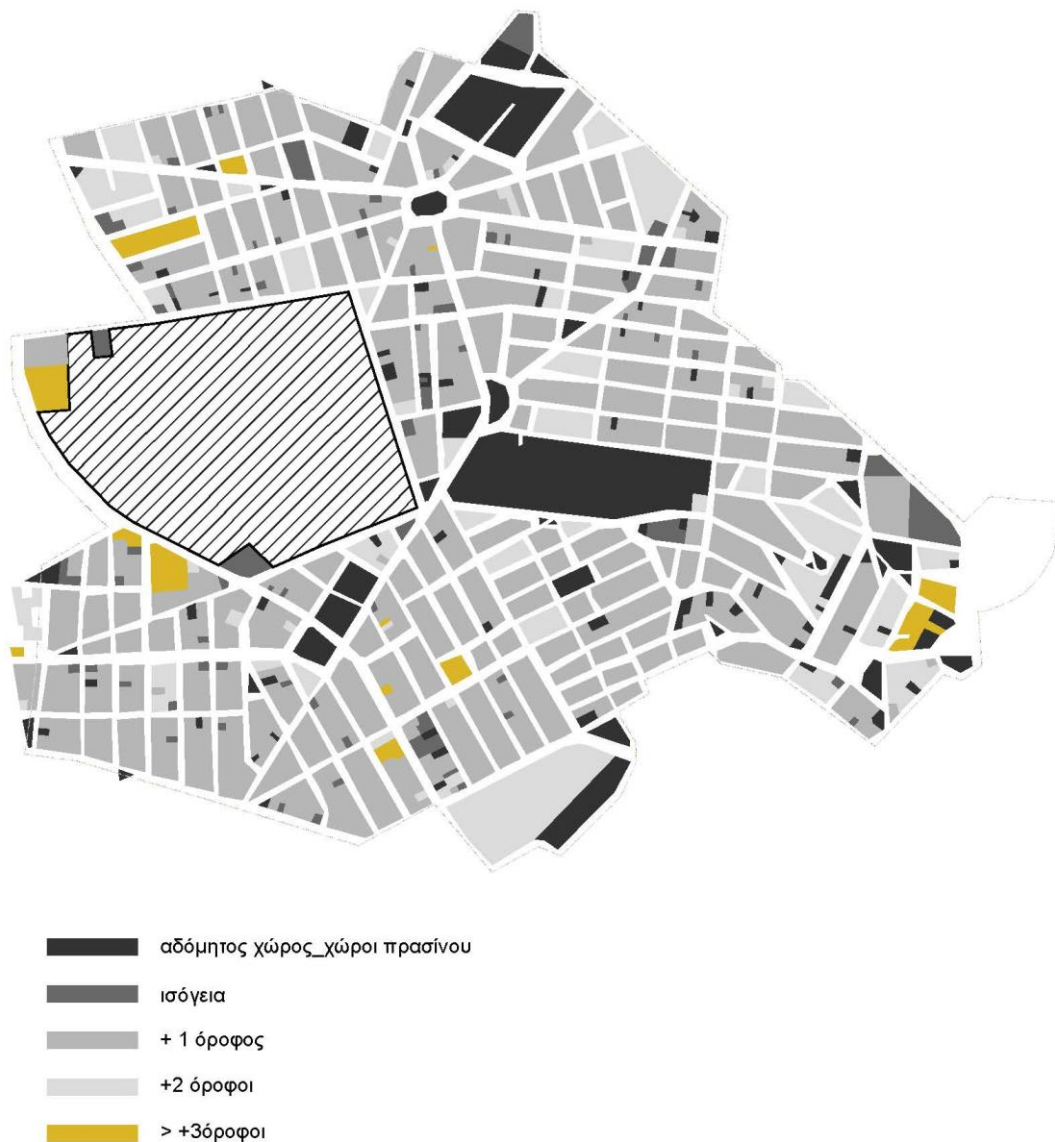 αδόμητος χώρος_χώροι πρασίνου
ισόγεια
+ 1 όροφος
+2 όροφοι
> +3όροφοι